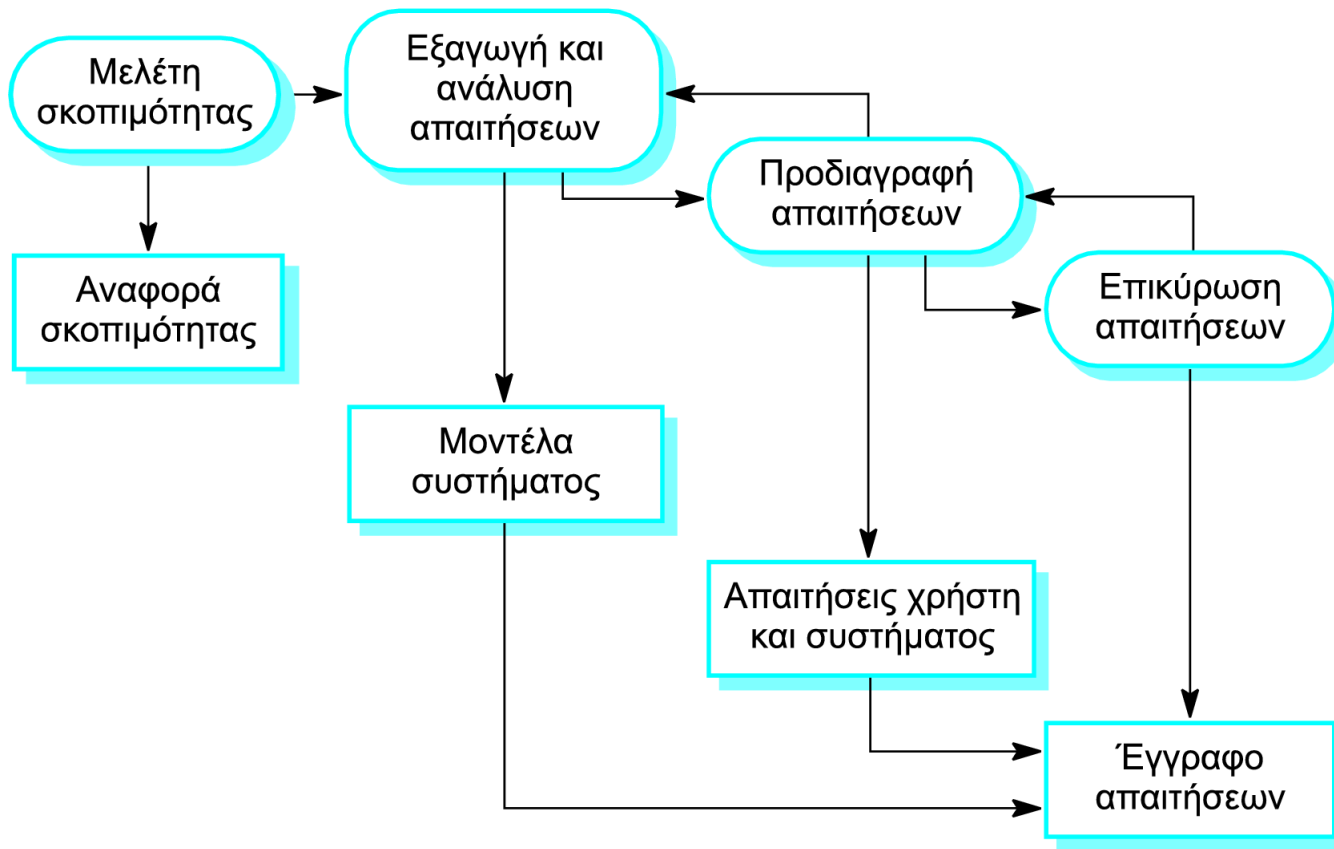 Μελέτη
σκοπιμότητας
Εξαγωγή και
ανάλυση
απαιτήσεων
Προδιαγραφή
απαιτήσεων
Επικύρωση
απαιτήσεων
Αναφορά
σκοπιμότητας
Μοντέλα
συστήματος
Απαιτήσεις χρήστη
και συστήματος
Έγγραφο
απαιτήσεων